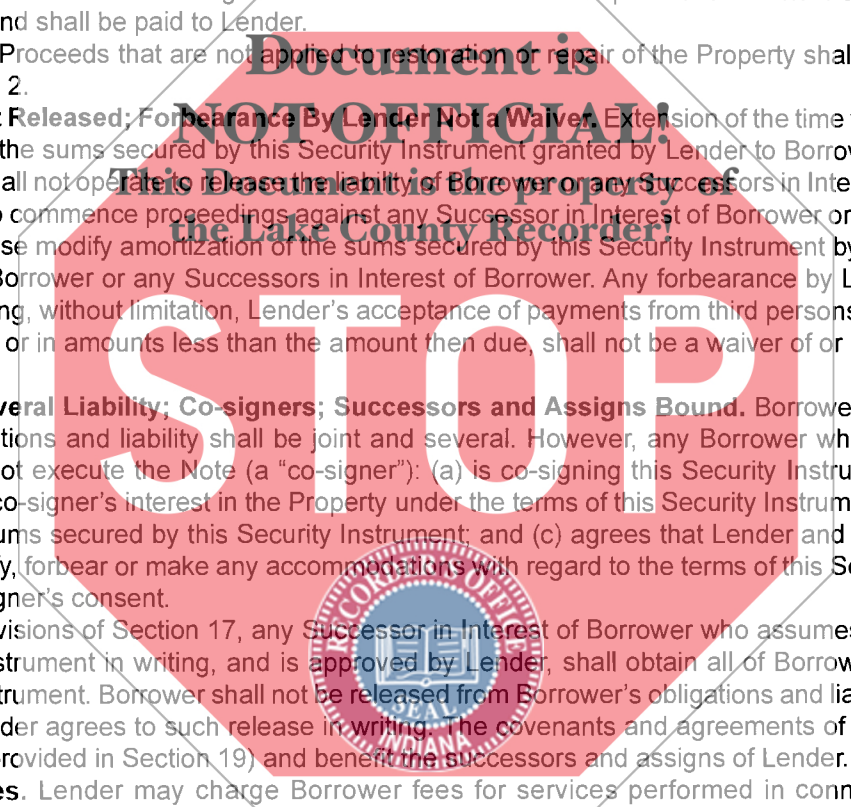 nd shall be paid to Lender.
Proceeds that are not applied to restoration or repair of the Property shal
2.
Released; Forbearance By Lender Not a Waiver. Extension of the time
the sums secured by this Security Instrument granted by Lender to Borrow
all not operate to release the liability of Borrower or any Successors in Inte
commence proceedings against any Successor in Interest of Borrower or
se modify amortization of the sums secured by this Security Instrument by
Borrower or any Successors in Interest of Borrower. Any forbearance by L
ng, without limitation, Lender's acceptance of payments from third persons
or in amounts less than the amount then due, shall not be a waiver of or
veral Liability; Co-signers; Successors and Assigns Bound. Borrowe
tions and liability shall be joint and several. However, any Borrower wh
ot execute the Note (a “co-signer”): (a) is co-signing this Security Instru
co-signer's interest in the Property under the terms of this Security Instrum
ums secured by this Security Instrument; and (c) agrees that Lender and
y, forbear or make any accommodations with regard to the terms of this Se
gner's consent.
visions of Section 17, any Successor in Interest of Borrower who assumes
strument in writing, and is approved by Lender, shall obtain all of Borrow
trument. Borrower shall not be released from Borrower's obligations and lia
der agrees to such release in writing. The covenants and agreements of
rovided in Section 19) and benefit the successors and assigns of Lender.
es. Lender may charge Borrower fees for services performed in conn
Document is
NOT OFFICIAL!
This Document is the property of
the Lake County Recorder!
STOP
RECORDER'S OFFICE
SEAL
INDIANA